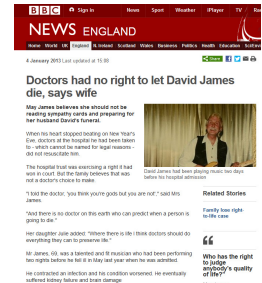 BBC Sign in News Sport Weather iPlayer TV
NEWS ENGLAND
Home World UK England N. Ireland Scotland Wales Business Politics Health Education
4 January 2013 Last updated at 15:08
Share
Doctors had no right to let David James
die, says wife
May James believes she should not be
reading sympathy cards and preparing for
her husband David's funeral.
When his heart stopped beating on New Year's
Eve, doctors at the hospital he had been taken
to - which cannot be named for legal reasons -
did not resuscitate him.
The hospital trust was exercising a right it had
won in court. But the family believes that was
not a doctor's choice to make.
"I told the doctor, 'you think you're gods but you are not'," said Mrs
James.
"And there is no doctor on this earth who can predict when a person is
going to die."
Her daughter Julie added: "Where there is life I think doctors should do
everything they can to preserve life."
Mr James, 69, was a talented and fit musician who had been performing
two nights before he fell ill in May last year when he was admitted.
He contracted an infection and his condition worsened. He eventually
suffered kidney failure and brain damage
David James had been playing music two days
before his hospital admission
Related Stories
Family lose right-
to-life case
“
Who has the right
to judge
anybody's quality
of life?"